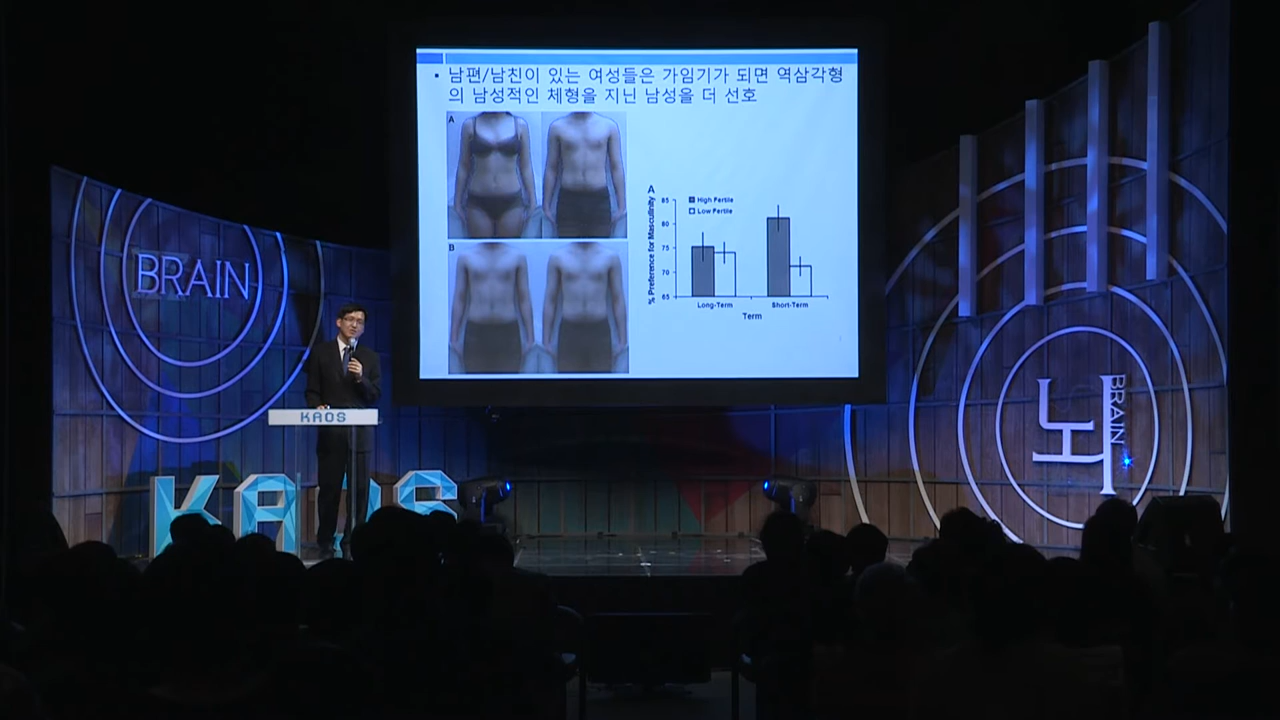 • 남편/남친이 있는 여성들은 가임기가 되면 역삼각형
의 남성적인 체형을 지닌 남성을 더 선호
A
B
A
% Preference for Masculinity
85
80
75
70
65
High Fertile
Low Fertile
Long-Term
Short-Term
Term
BRAIN
KAOS
KAOS
뇌
BRAIN